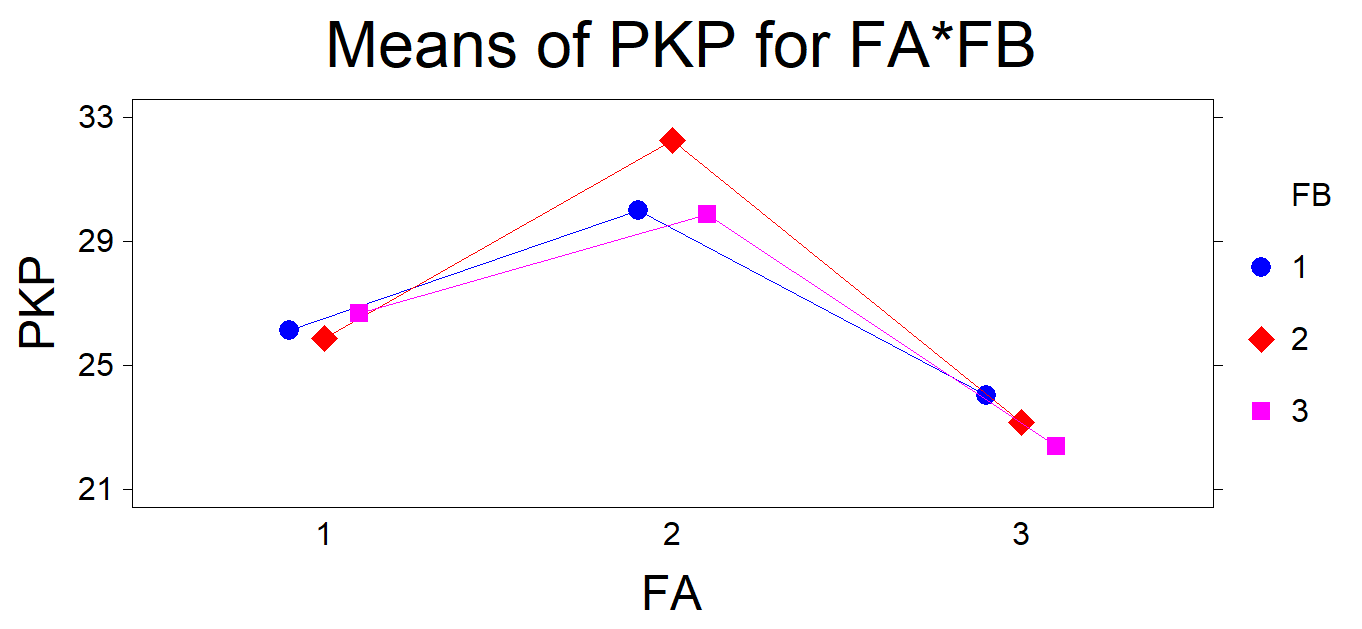 Means of PKP for FA*FB
33
29
25
21
PKP
1 2 3
FA
FB
1
2
3